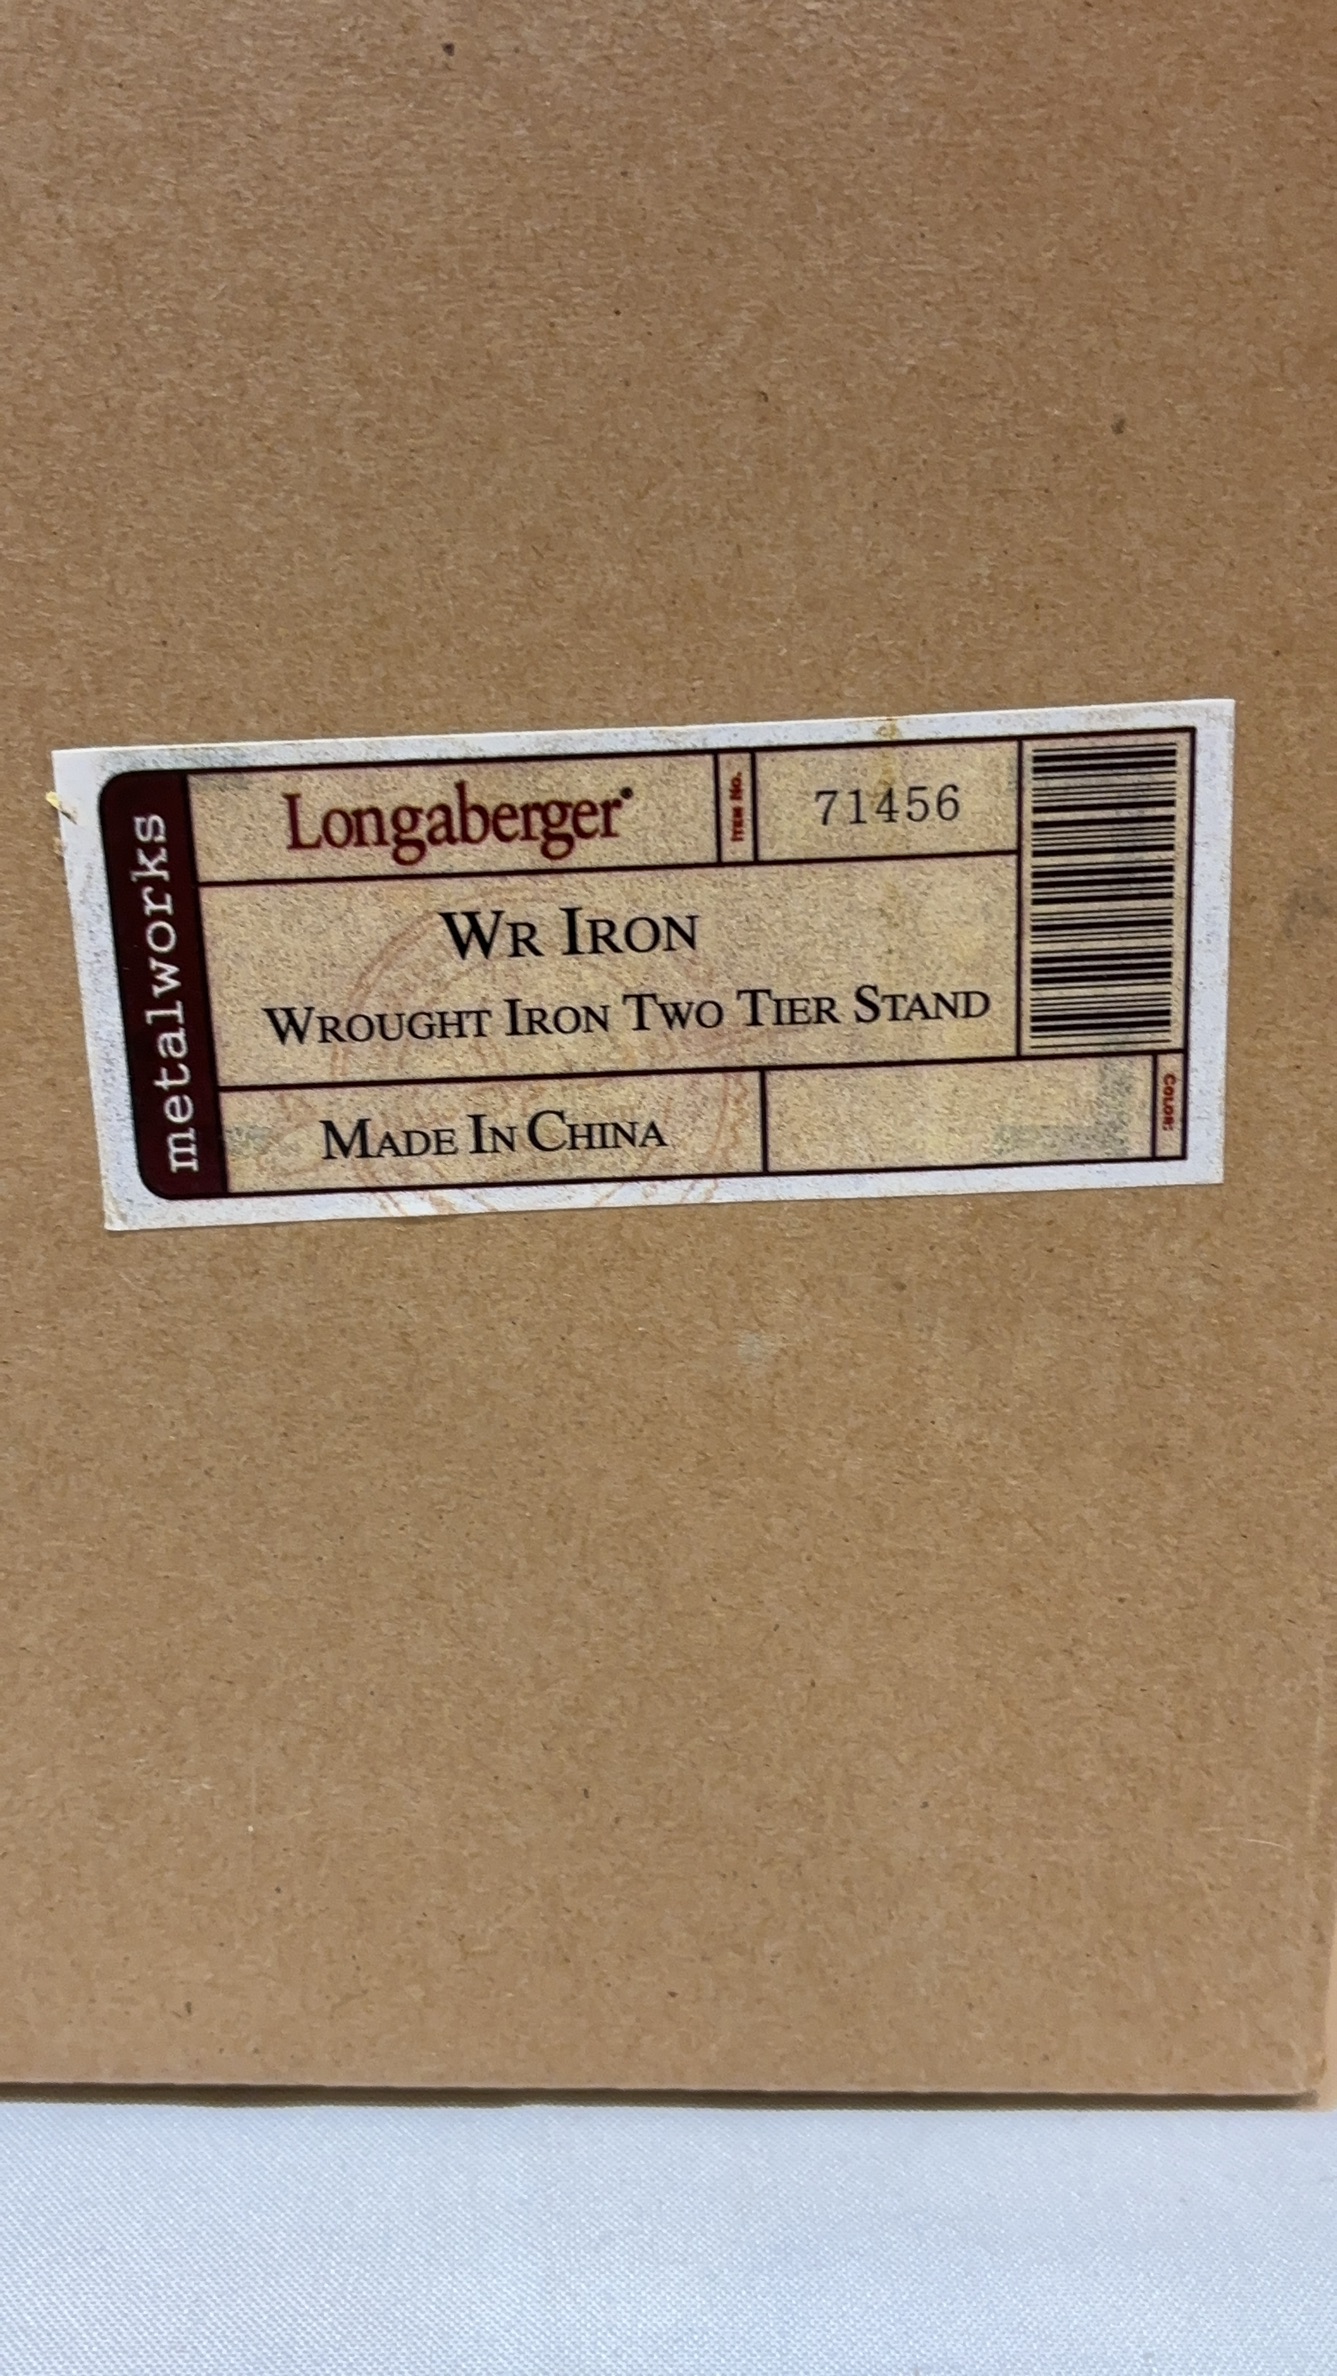 metalworks
Longaberger®
ITEM NO.
71456
WR IRON
WROUGHT IRON TWO TIER STAND
MADE IN CHINA
COLOR: